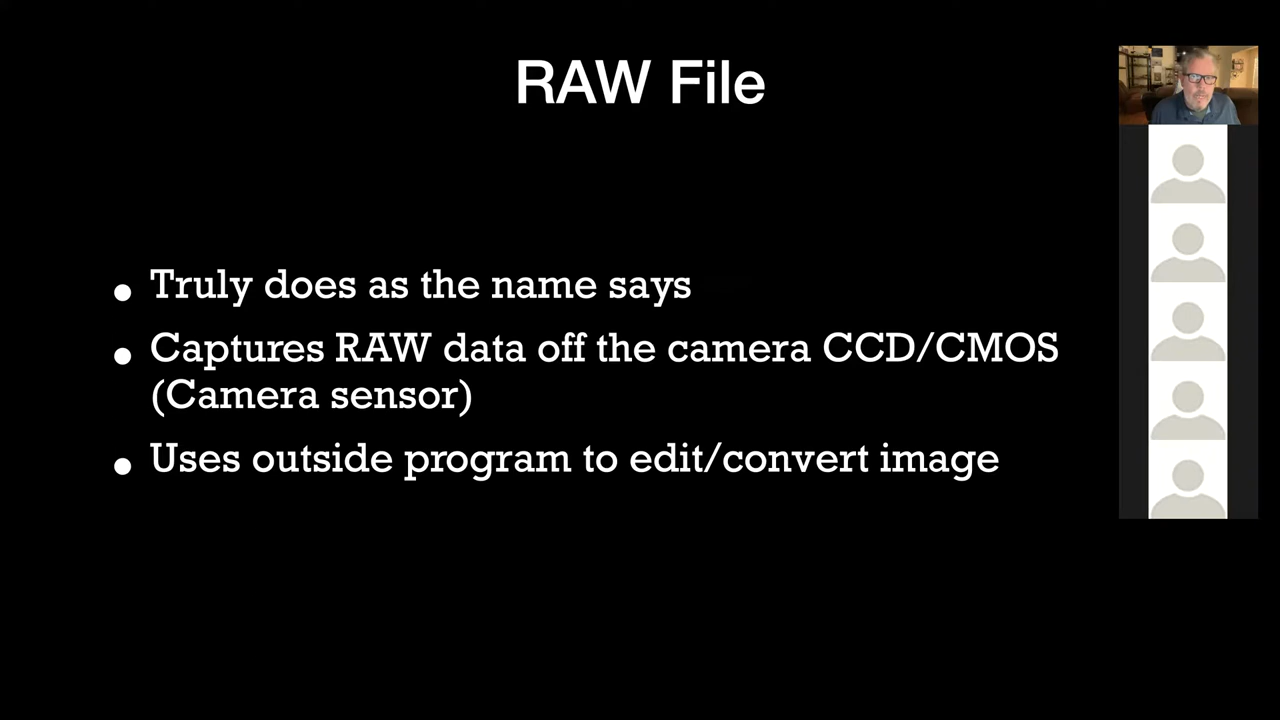 RAW File
• Truly does as the name says
• Captures RAW data off the camera CCD/CMOS
(Camera sensor)
• Uses outside program to edit/convert image